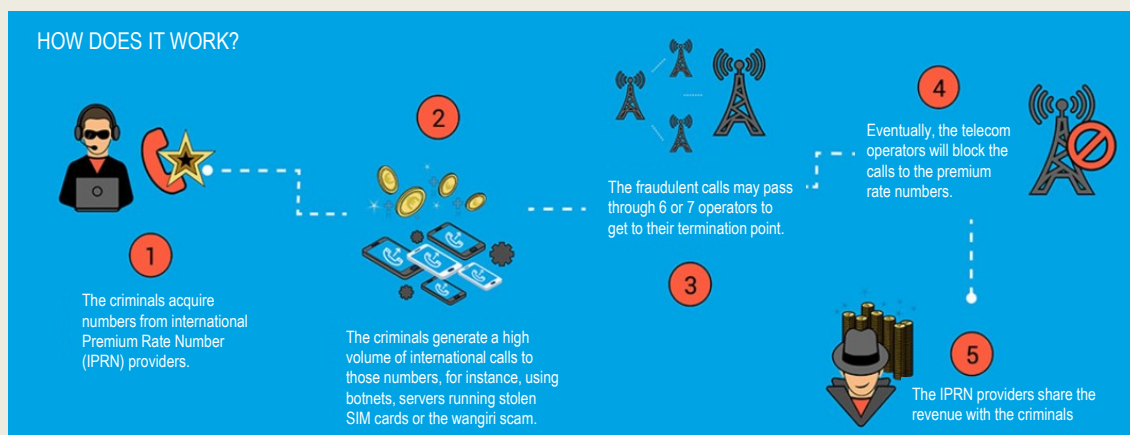 HOW DOES IT WORK?
1
The criminals acquire
numbers from international
Premium Rate Number
(IPRN) providers.
2
The criminals generate a high
volume of international calls to
those numbers, for instance, using
botnets, servers running stolen
SIM cards or the wangiri scam.
The fraudulent calls may pass
through 6 or 7 operators to
get to their termination point.
3
4
Eventually, the telecom
operators will block the
calls to the premium
rate numbers.
5
The IPRN providers share the
revenue with the criminals